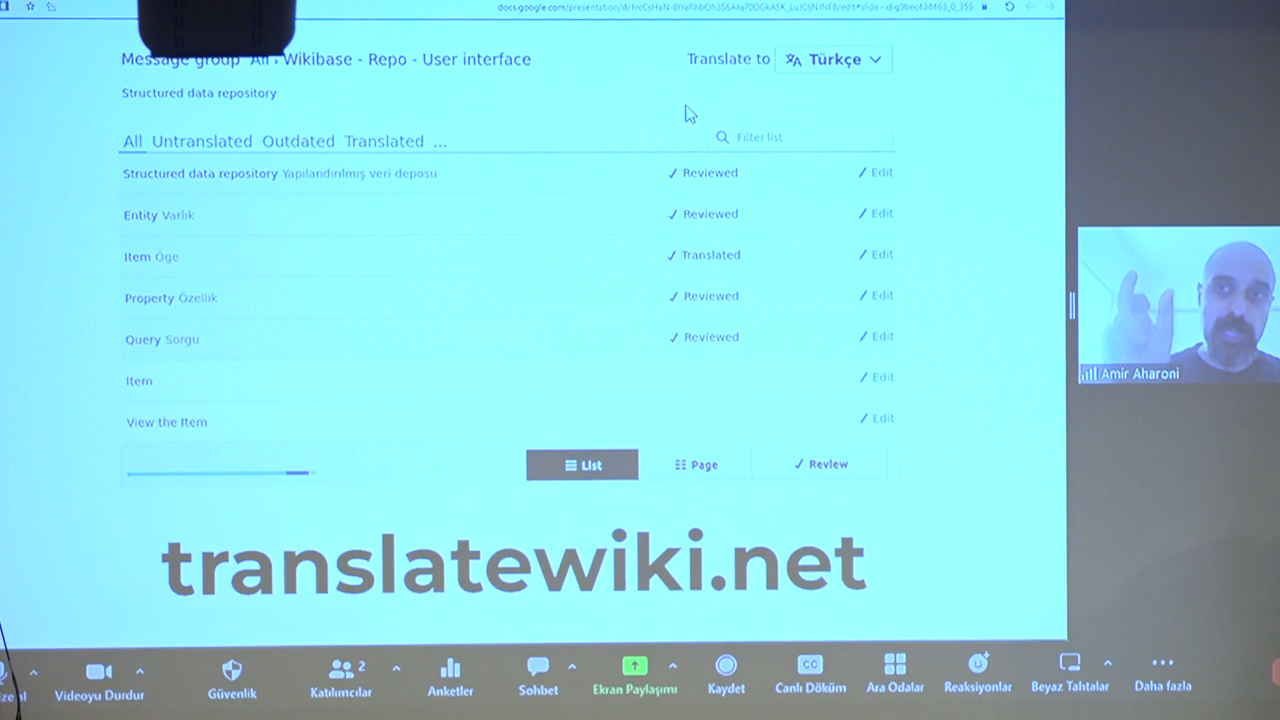 Message group All › Wikibase - Repo - User interface
Translate to Türkçe
Structured data repository
All Untranslated Outdated Translated ...
Filter list
Structured data repository Yapılandırılmış veri deposu ✓ Reviewed Edit
Entity Varlık ✓ Reviewed Edit
Item Öge ✓ Translated Edit
Property Özellik ✓ Reviewed Edit
Query Sorgu ✓ Reviewed Edit
Item Edit
View the Item Edit
List Page ✓ Review
translatewiki.net
Amir Aharoni
Videoyu Durdur
Güvenlik
2
Katılımcılar
Anketler
Sohbet
Ekran Paylaşımı
Kaydet
CC
Canlı Döküm
Ara Odalar
Reaksiyonlar
Beyaz Tahtalar
Daha fazla